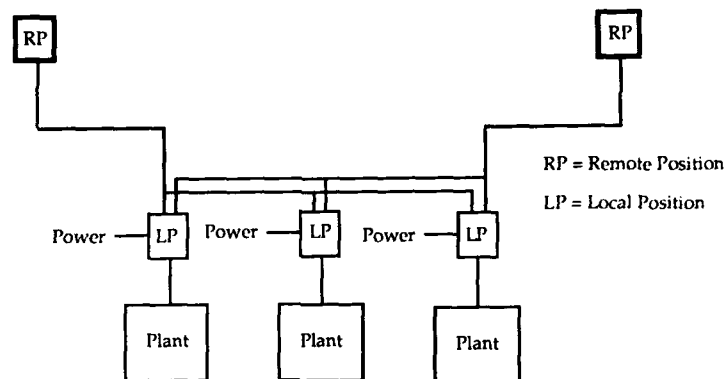 RP
RP
RP = Remote Position
LP = Local Position
Power
LP
Power
LP
Power
LP
Plant
Plant
Plant